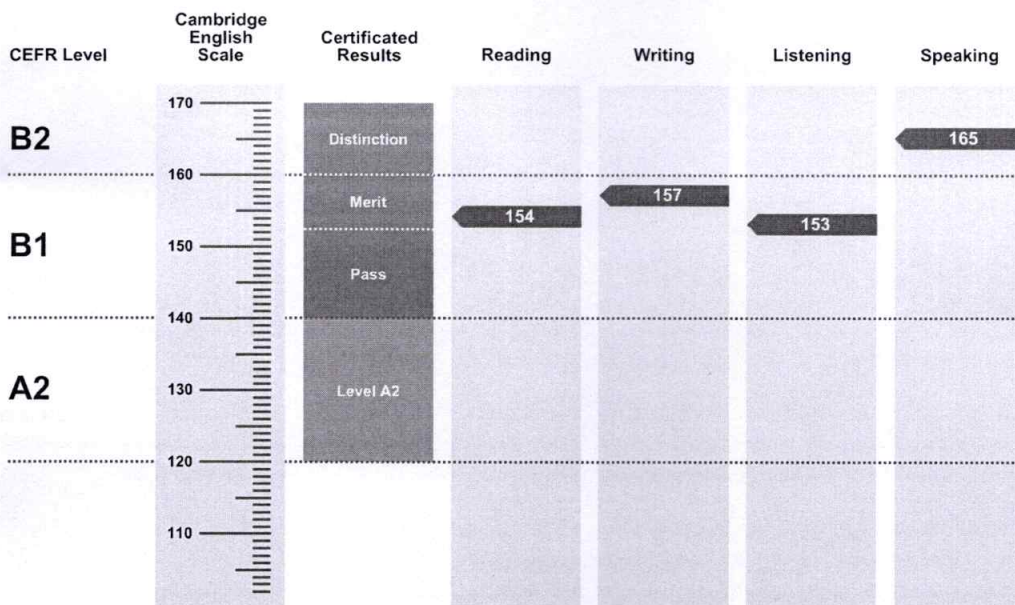 Cambridge
English
Scale
CEFR Level
Certificated
Results
Reading
Writing
Listening
Speaking
170
B2
Distinction
165
160
Merit
157
154
153
B1
150
Pass
140
A2
130
Level A2
120
110